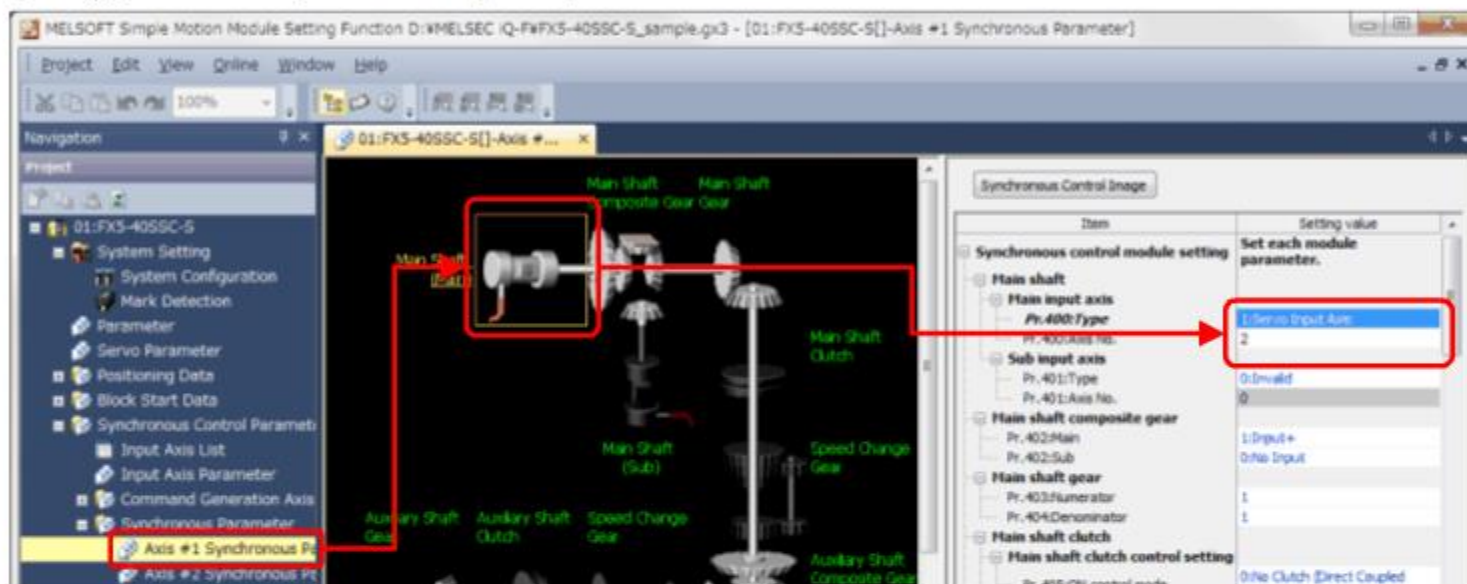 MELSOFT Simple Motion Module Setting Function D:¥MELSEC iQ-F¥FX5-40SSC-S_sample.gx3 - [01:FX5-40SSC-S[]-Axis #1 Synchronous Parameter]
Project Edit View Online Window Help
100%
Navigation
01:FX5-40SSC-S[]-Axis #...
Project
01:FX5-40SSC-S
System Setting
System Configuration
Mark Detection
Parameter
Servo Parameter
Positioning Data
Block Start Data
Synchronous Control Paramet
Input Axis List
Input Axis Parameter
Command Generation Axis
Synchronous Parameter
Axis #1 Synchronous Pa
Axis #2 Synchronous Pa
Main Shaft
Composite Gear
Main Shaft
Gear
Main Shaft
(Main)
Main Shaft
Clutch
Main Shaft
(Sub)
Speed Change
Gear
Auxiliary Shaft
Gear
Auxiliary Shaft
Clutch
Speed Change
Gear
Auxiliary Shaft
Composite Gear
Synchronous Control Image
Item Setting value
Synchronous control module setting Set each module parameter.
Main shaft
Main input axis
Pr.400:Type 1:Servo Input Axis
Pr.400:Axis No. 2
Sub input axis
Pr.401:Type 0:Invalid
Pr.401:Axis No. 0
Main shaft composite gear
Pr.402:Main 1:Input+
Pr.402:Sub 0:No Input
Main shaft gear
Pr.403:Numerator 1
Pr.404:Denominator 1
Main shaft clutch
Main shaft clutch control setting
Pr.405:ON control mode 0:No Clutch (Direct Coupled